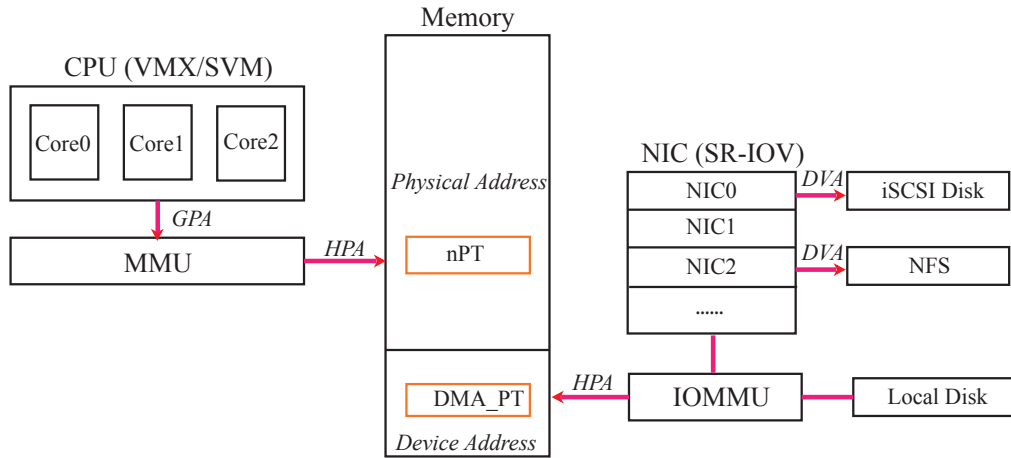 Memory
CPU (VMX/SVM)
Core0 Core1 Core2
GPA
MMU
HPA
Physical Address
nPT
DMA_PT
Device Address
NIC (SR-IOV)
NIC0
DVA
iSCSI Disk
NIC1
NIC2
DVA
NFS
......
HPA
IOMMU
Local Disk